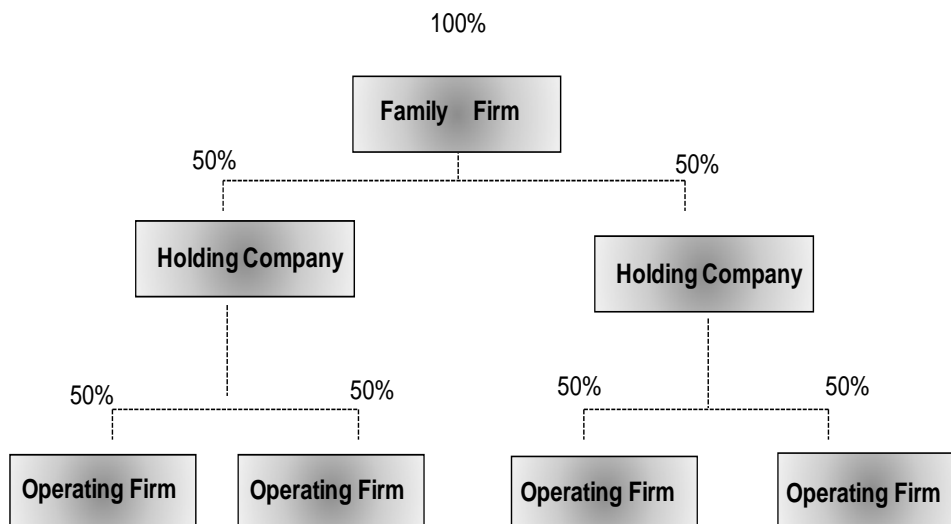 100%
Family Firm
50%
50%
Holding Company
Holding Company
50%
50%
50%
50%
Operating Firm
Operating Firm
Operating Firm
Operating Firm